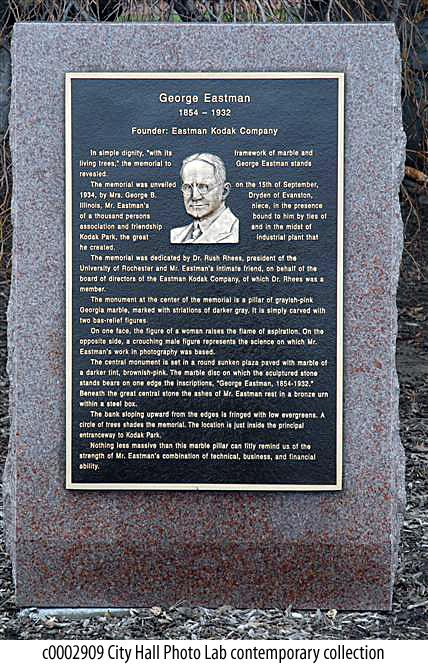 George Eastman
1854 – 1932
Founder: Eastman Kodak Company
In simple dignity, "with its framework of marble and
living trees," the memorial to George Eastman stands
revealed.
The memorial was unveiled on the 15th of September,
1934, by Mrs. George B. Dryden of Evanston,
Illinois, Mr. Eastman's niece, in the presence
of a thousand persons bound to him by ties of
association and friendship and in the midst of
Kodak Park, the great industrial plant that
he created.
The memorial was dedicated by Dr. Rush Rhees, president of the
University of Rochester and Mr. Eastman's intimate friend, on behalf of the
board of directors of the Eastman Kodak Company, of which Dr. Rhees was a
member.
The monument at the center of the memorial is a pillar of grayish-pink
Georgia marble, marked with striations of darker gray. It is simply carved with
two bas-relief figures.
On one face, the figure of a woman raises the flame of aspiration. On the
opposite side, a crouching male figure represents the science on which Mr.
Eastman's work in photography was based.
The central monument is set in a round sunken plaza paved with marble of
a darker tint, brownish-pink. The marble disc on which the sculptured stone
stands bears on one edge the inscriptions, "George Eastman, 1854-1932."
Beneath the great central stone the ashes of Mr. Eastman rest in a bronze urn
within a steel box.
The bank sloping upward from the edges is fringed with low evergreens. A
circle of trees shades the memorial. The location is just inside the principal
entranceway to Kodak Park.
Nothing less massive than this marble pillar can fitly remind us of the
strength of Mr. Eastman's combination of technical, business, and financial
ability.
c0002909 City Hall Photo Lab contemporary collection